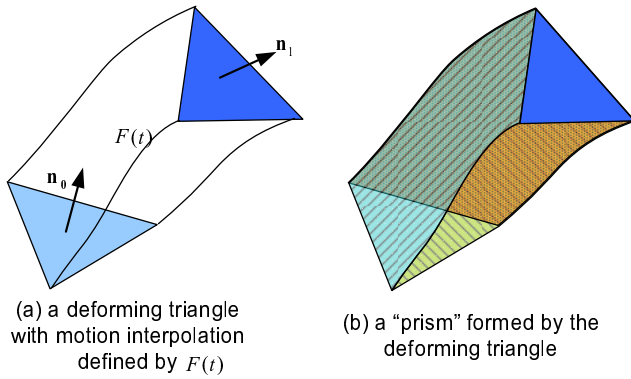 n₁
F(t)
n₀
(a) a deforming triangle
with motion interpolation
defined by F(t)
(b) a “prism” formed by the
deforming triangle